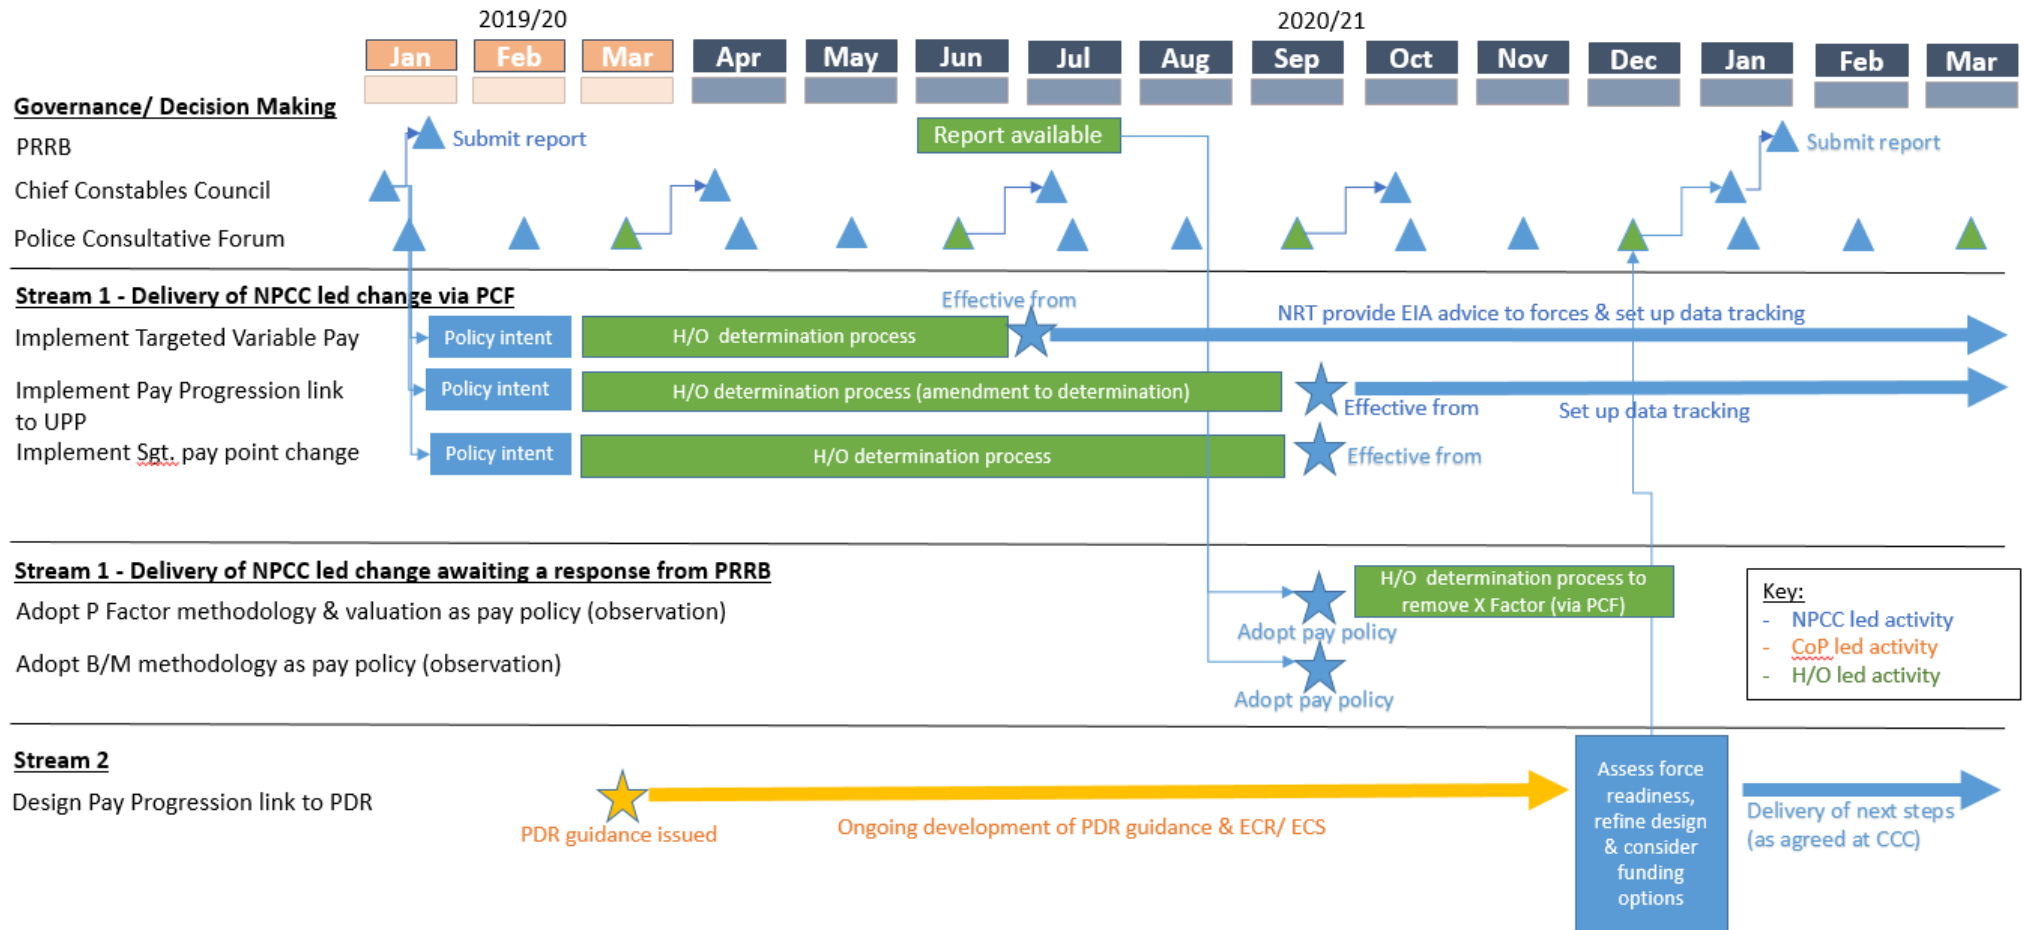 2019/20
2020/21
Jan
Feb
Mar
Apr
May
Jun
Jul
Aug
Sep
Oct
Nov
Dec
Jan
Feb
Mar
Governance/ Decision Making
PRRB
Submit report
Report available
Submit report
Chief Constables Council
Police Consultative Forum
Stream 1 - Delivery of NPCC led change via PCF
Effective from
NRT provide EIA advice to forces & set up data tracking
Implement Targeted Variable Pay
Policy intent
H/O determination process
Implement Pay Progression link
to UPP
Policy intent
H/O determination process (amendment to determination)
Effective from
Set up data tracking
Implement Sgt. pay point change
Policy intent
H/O determination process
Effective from
Stream 1 - Delivery of NPCC led change awaiting a response from PRRB
Adopt P Factor methodology & valuation as pay policy (observation)
Adopt pay policy
H/O determination process to
remove X Factor (via PCF)
Adopt B/M methodology as pay policy (observation)
Adopt pay policy
Key:
- NPCC led activity
- CoP led activity
- H/O led activity
Stream 2
Design Pay Progression link to PDR
PDR guidance issued
Ongoing development of PDR guidance & ECR/ ECS
Assess force
readiness,
refine design
& consider
funding
options
Delivery of next steps
(as agreed at CCC)